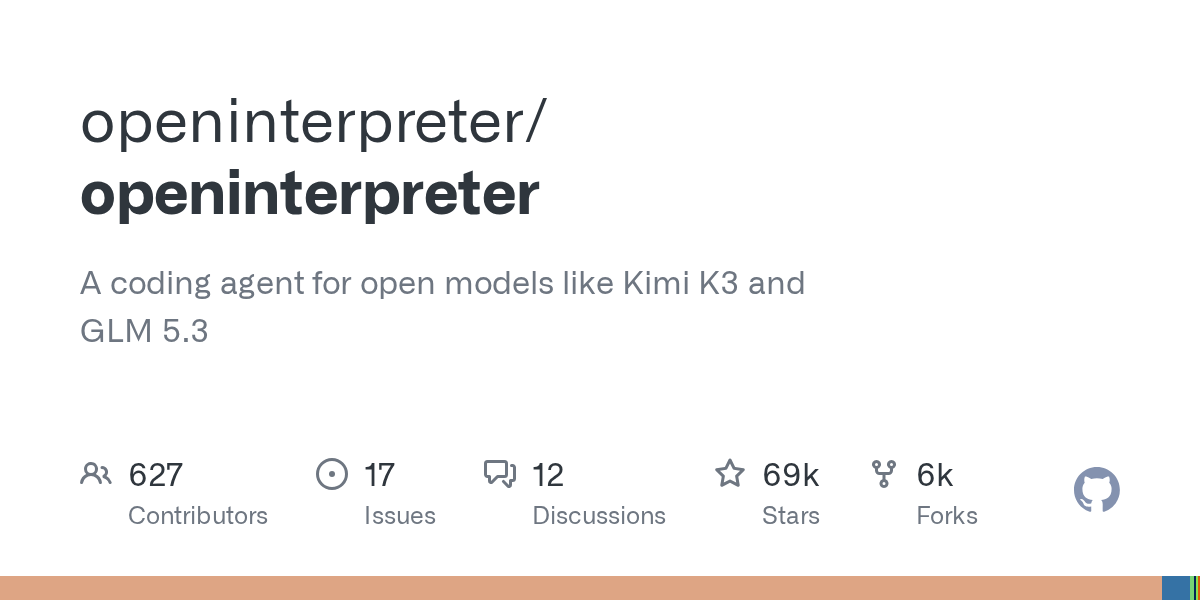 openinterpreter/
openinterpreter
A coding agent for open models like Kimi K3 and
GLM 5.3
627 17 12 69k 6k
Contributors Issues Discussions Stars Forks